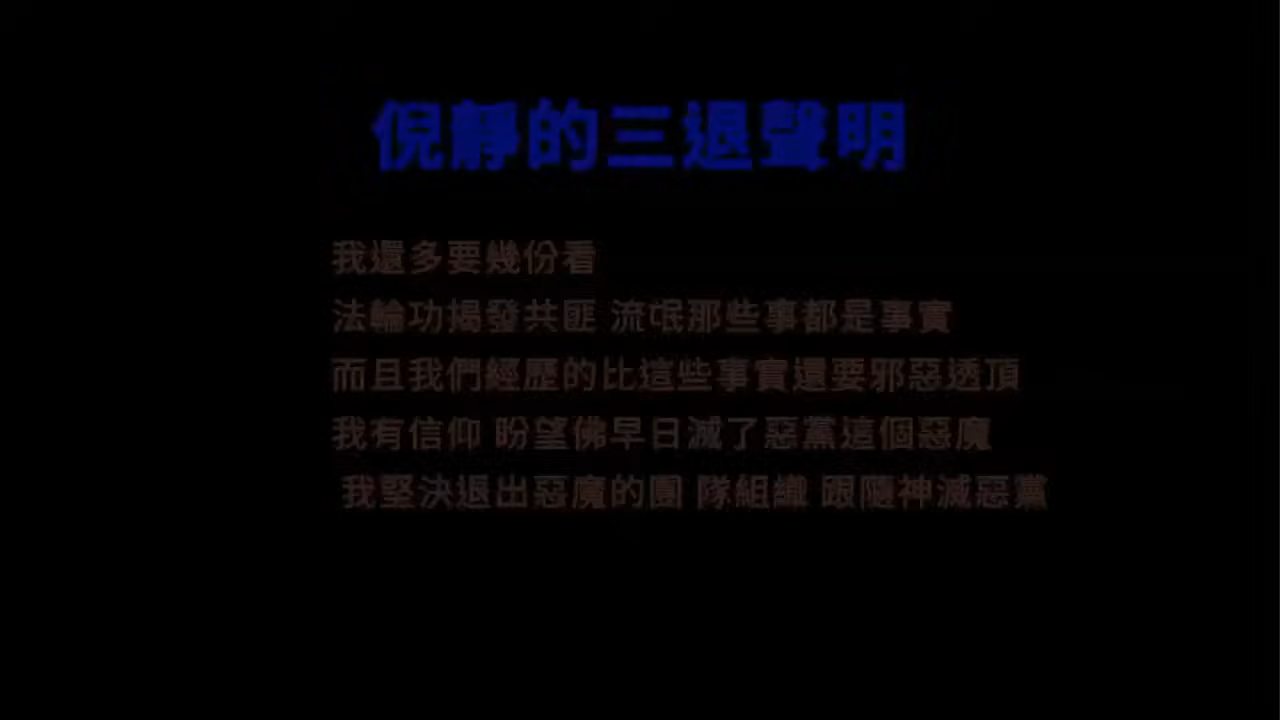 倪靜的三退聲明
我還多要幾份看
法輪功揭發共匪 流氓那些事都是事實
而且我們經歷的比這些事實還要邪惡透頂
我有信仰 盼望佛早日滅了惡黨這個惡魔
我堅決退出惡魔的團 隊組織 跟隨神滅惡黨